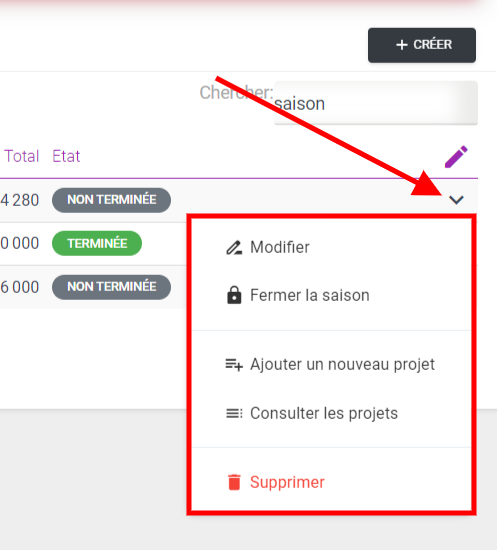 + CRÉER
Chercher: saison
Total Etat
4 280 NON TERMINÉE
0 000 TERMINÉE
6 000 NON TERMINÉE
Modifier
Fermer la saison
Ajouter un nouveau projet
Consulter les projets
Supprimer